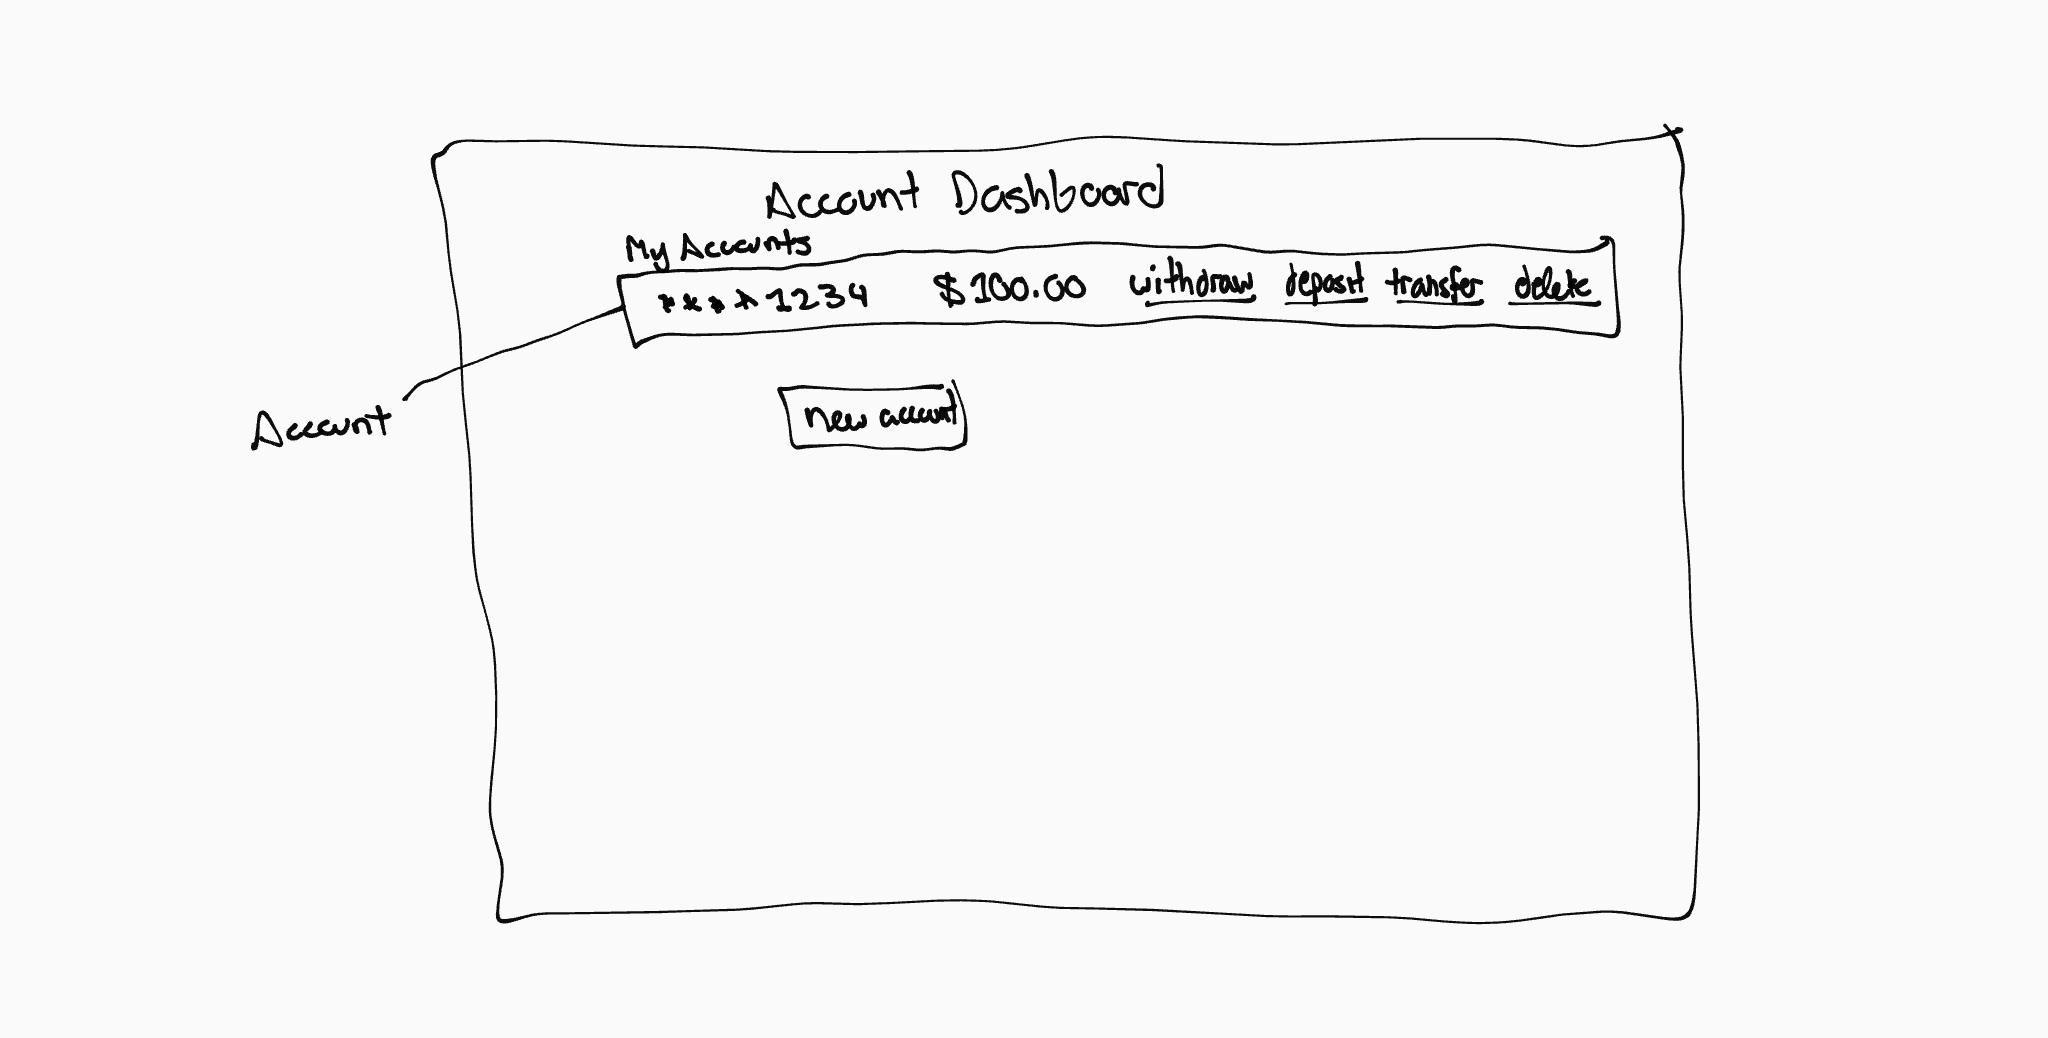 Account Dashboard
My Accounts
****1234 $100.00 withdraw deposit transfer delete
Account
new account